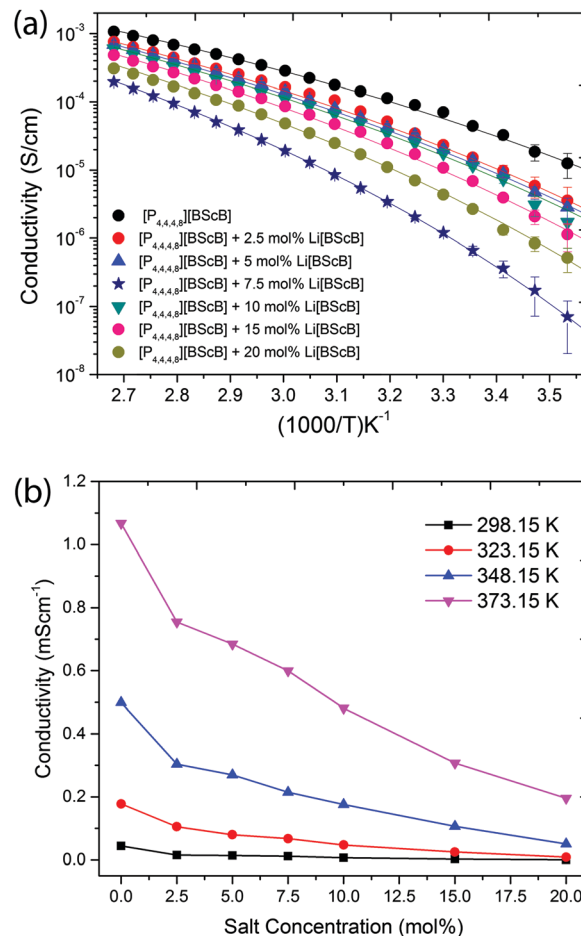 (a)
10⁻³
10⁻⁴
10⁻⁵
10⁻⁶
10⁻⁷
10⁻⁸
Conductivity (S/cm)
[P₄,₄,₄,₈][BScB]
[P₄,₄,₄,₈][BScB] + 2.5 mol% Li[BScB]
[P₄,₄,₄,₈][BScB] + 5 mol% Li[BScB]
[P₄,₄,₄,₈][BScB] + 7.5 mol% Li[BScB]
[P₄,₄,₄,₈][BScB] + 10 mol% Li[BScB]
[P₄,₄,₄,₈][BScB] + 15 mol% Li[BScB]
[P₄,₄,₄,₈][BScB] + 20 mol% Li[BScB]
2.7 2.8 2.9 3.0 3.1 3.2 3.3 3.4 3.5
(1000/T)K⁻¹
(b)
1.2
1.0
0.8
0.6
0.4
0.2
0.0
Conductivity (mScm⁻¹)
298.15 K
323.15 K
348.15 K
373.15 K
0.0 2.5 5.0 7.5 10.0 12.5 15.0 17.5 20.0
Salt Concentration (mol%)